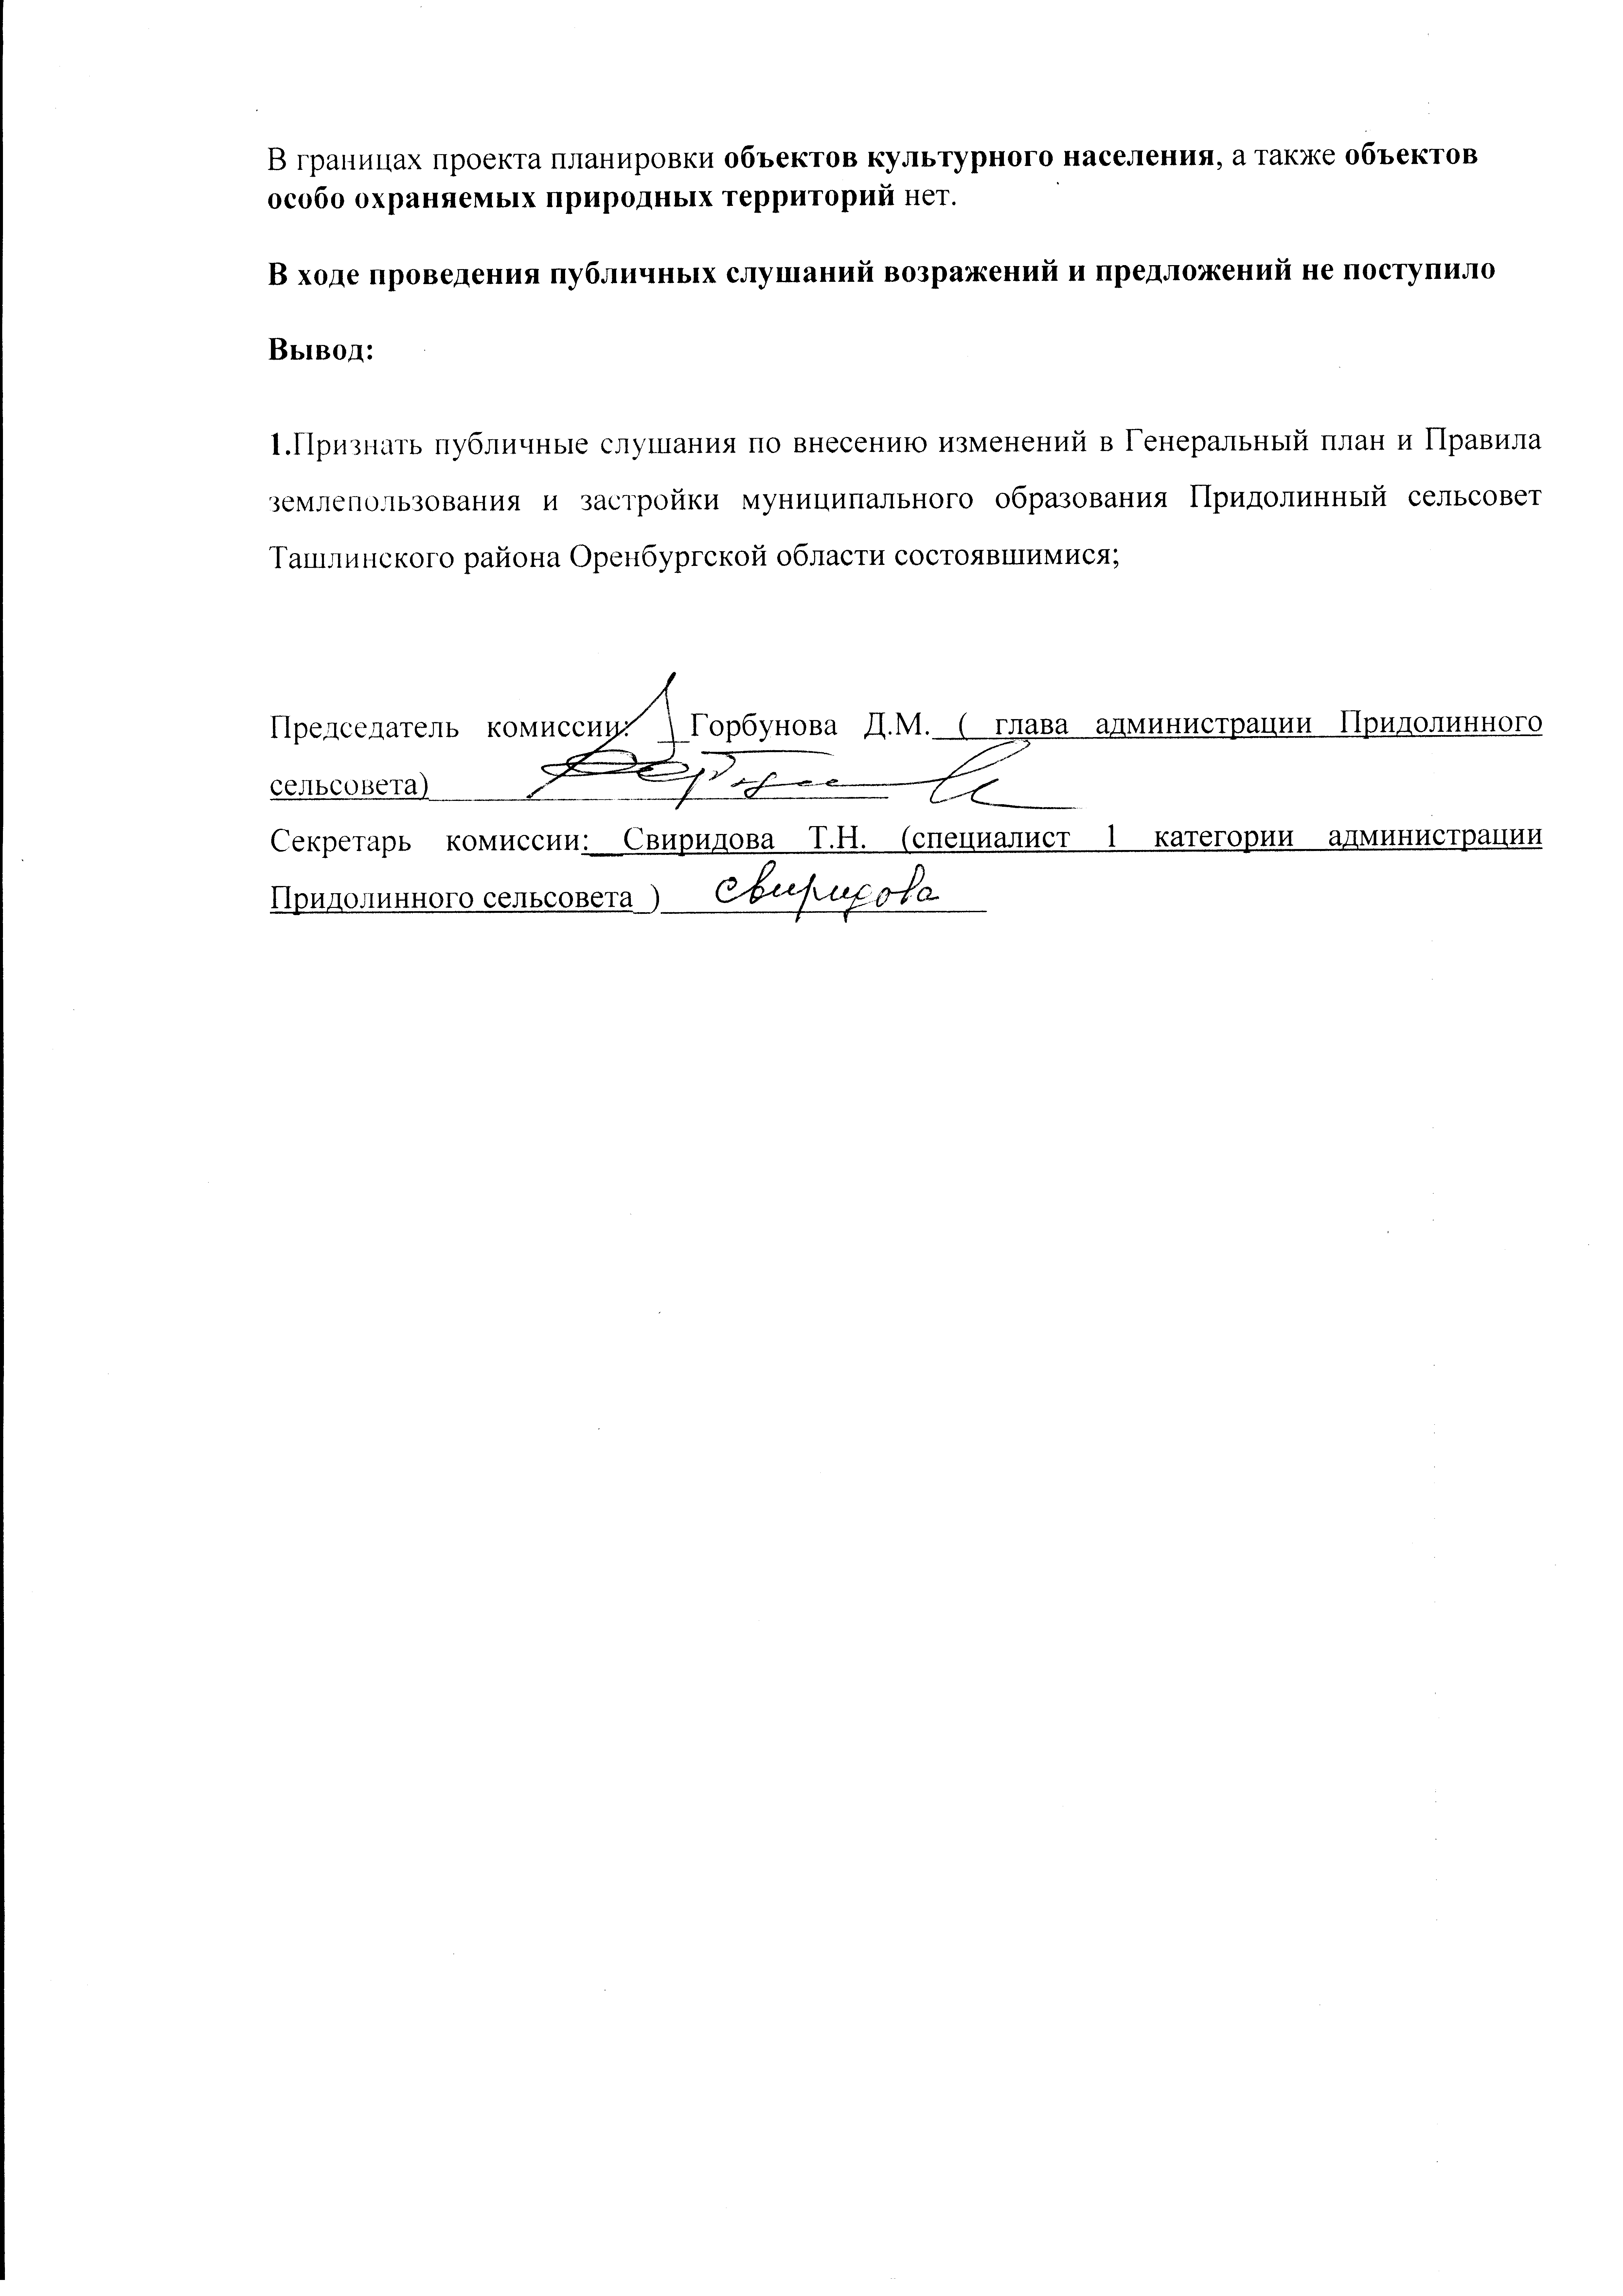 В границах проекта планировки объектов культурного населения, а также объектов
особо охраняемых природных территорий нет.
В ходе проведения публичных слушаний возражений и предложений не поступило
Вывод:
1.Признать публичные слушания по внесению изменений в Генеральный план и Правила
землепользования и застройки муниципального образования Придолинный сельсовет
Ташлинского района Оренбургской области состоявшимися;
Председатель комиссии: Горбунова Д.М. ( глава администрации Придолинного
сельсовета)
Секретарь комиссии: Свиридова Т.Н. (специалист 1 категории администрации
Придолинного сельсовета ) Свиридова